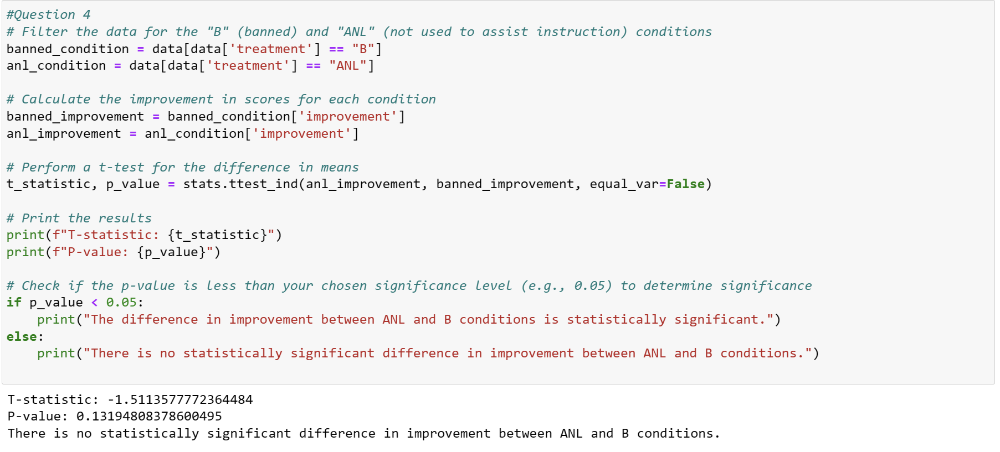 #Question 4
# Filter the data for the "B" (banned) and "ANL" (not used to assist instruction) conditions
banned_condition = data[data['treatment'] == "B"]
anl_condition = data[data['treatment'] == "ANL"]
# Calculate the improvement in scores for each condition
banned_improvement = banned_condition['improvement']
anl_improvement = anl_condition['improvement']
# Perform a t-test for the difference in means
t_statistic, p_value = stats.ttest_ind(anl_improvement, banned_improvement, equal_var=False)
# Print the results
print(f"T-statistic: {t_statistic}")
print(f"P-value: {p_value}")
# Check if the p-value is less than your chosen significance level (e.g., 0.05) to determine significance
if p_value < 0.05:
    print("The difference in improvement between ANL and B conditions is statistically significant.")
else:
    print("There is no statistically significant difference in improvement between ANL and B conditions.")
T-statistic: -1.5113577772364484
P-value: 0.13194808378600495
There is no statistically significant difference in improvement between ANL and B conditions.